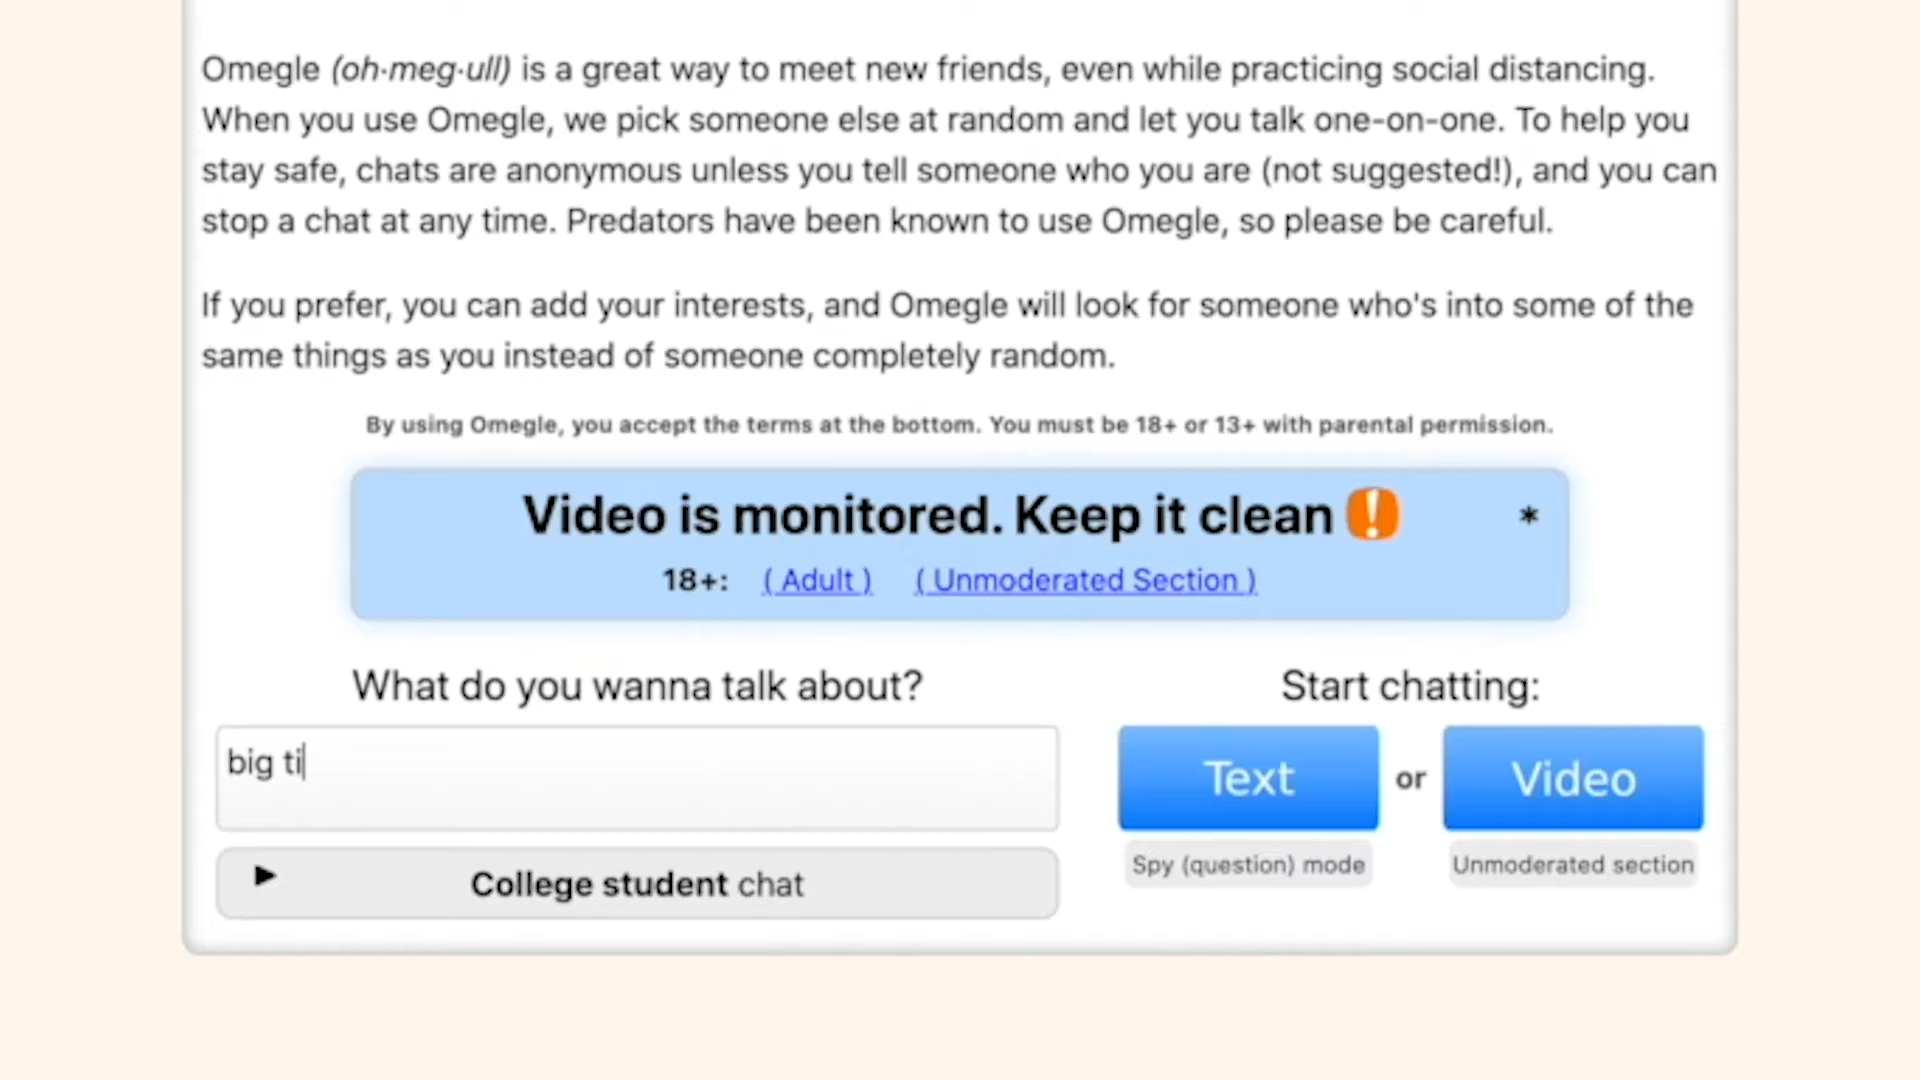 Omegle (oh·meg·ull) is a great way to meet new friends, even while practicing social distancing.
When you use Omegle, we pick someone else at random and let you talk one-on-one. To help you
stay safe, chats are anonymous unless you tell someone who you are (not suggested!), and you can
stop a chat at any time. Predators have been known to use Omegle, so please be careful.
If you prefer, you can add your interests, and Omegle will look for someone who's into some of the
same things as you instead of someone completely random.
By using Omegle, you accept the terms at the bottom. You must be 18+ or 13+ with parental permission.
Video is monitored. Keep it clean ! *
18+: ( Adult ) ( Unmoderated Section )
What do you wanna talk about?
big ti
College student chat
Start chatting:
Text or Video
Spy (question) mode
Unmoderated section